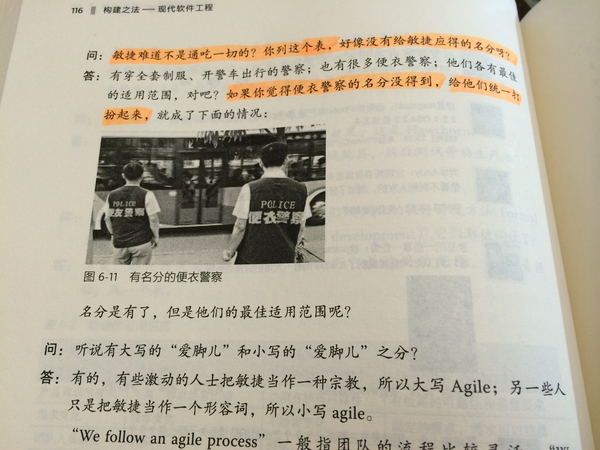 116 构建之法——现代软件工程
问：敏捷难道不是通吃一切的？你列这个表，好像没有给敏捷应得的名分呀？
答：有穿全套制服、开警车出行的警察；也有很多便衣警察；他们各有最佳
的适用范围，对吧？如果你觉得便衣警察的名分没得到，给他们统一打
扮起来，就成了下面的情况：
POLICE
便衣警察
POLICE
便衣警察
图 6-11 有名分的便衣警察
名分是有了，但是他们的最佳适用范围呢？
问：听说有大写的“爱脚儿”和小写的“爱脚儿”之分？
答：有的，有些激动的人士把敏捷当作一种宗教，所以大写 Agile；另一些人
只是把敏捷当作一个形容词，所以小写 agile。
“We follow an agile process”一般指团队的流程比较灵活